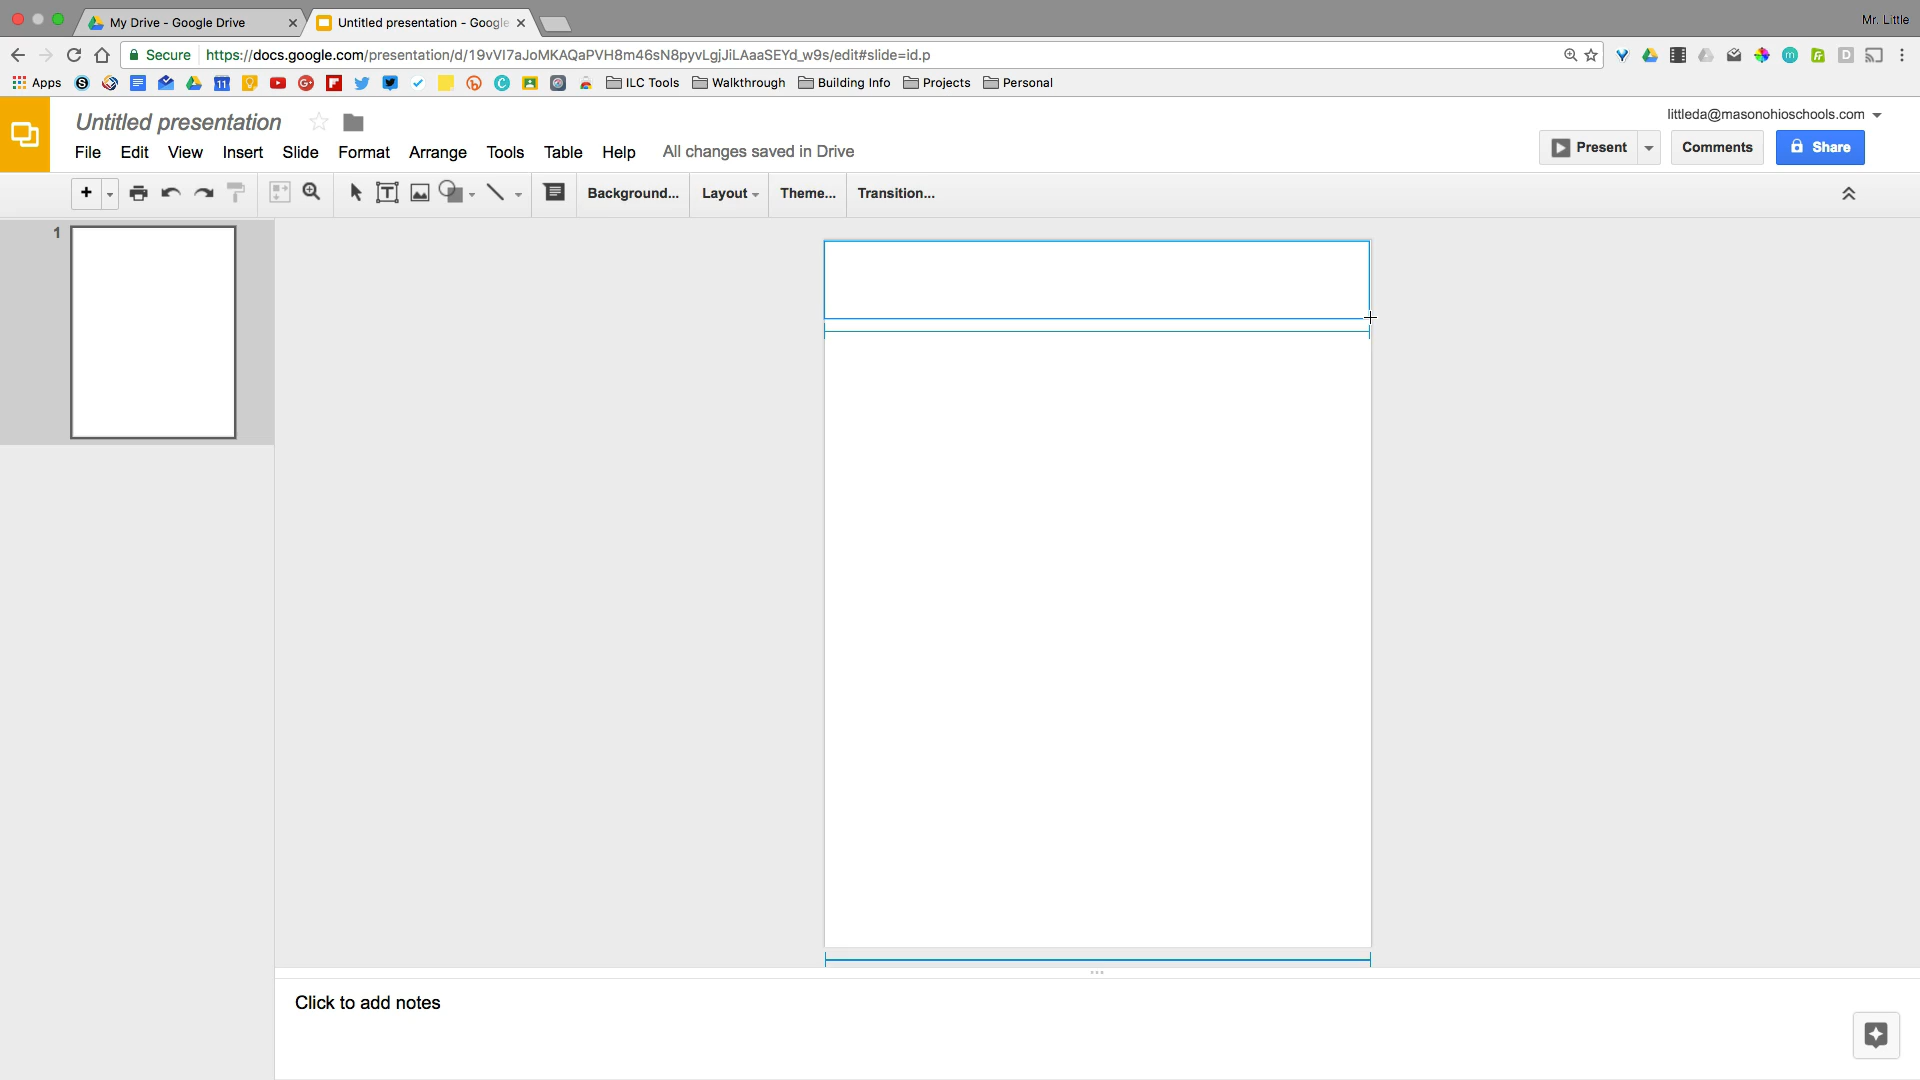 Mr. Little
My Drive - Google Drive
Untitled presentation - Google
Secure
https://docs.google.com/presentation/d/19vVI7aJoMKAQaPVH8m46sN8pyvLgjJiLAaaSEYd_w9s/edit#slide=id.p
Apps
11
ILC Tools
Walkthrough
Building Info
Projects
Personal
Untitled presentation
littleda@masonohioschools.com
File Edit View Insert Slide Format Arrange Tools Table Help All changes saved in Drive
Present
Comments
Share
Background... Layout Theme... Transition...
1
Click to add notes